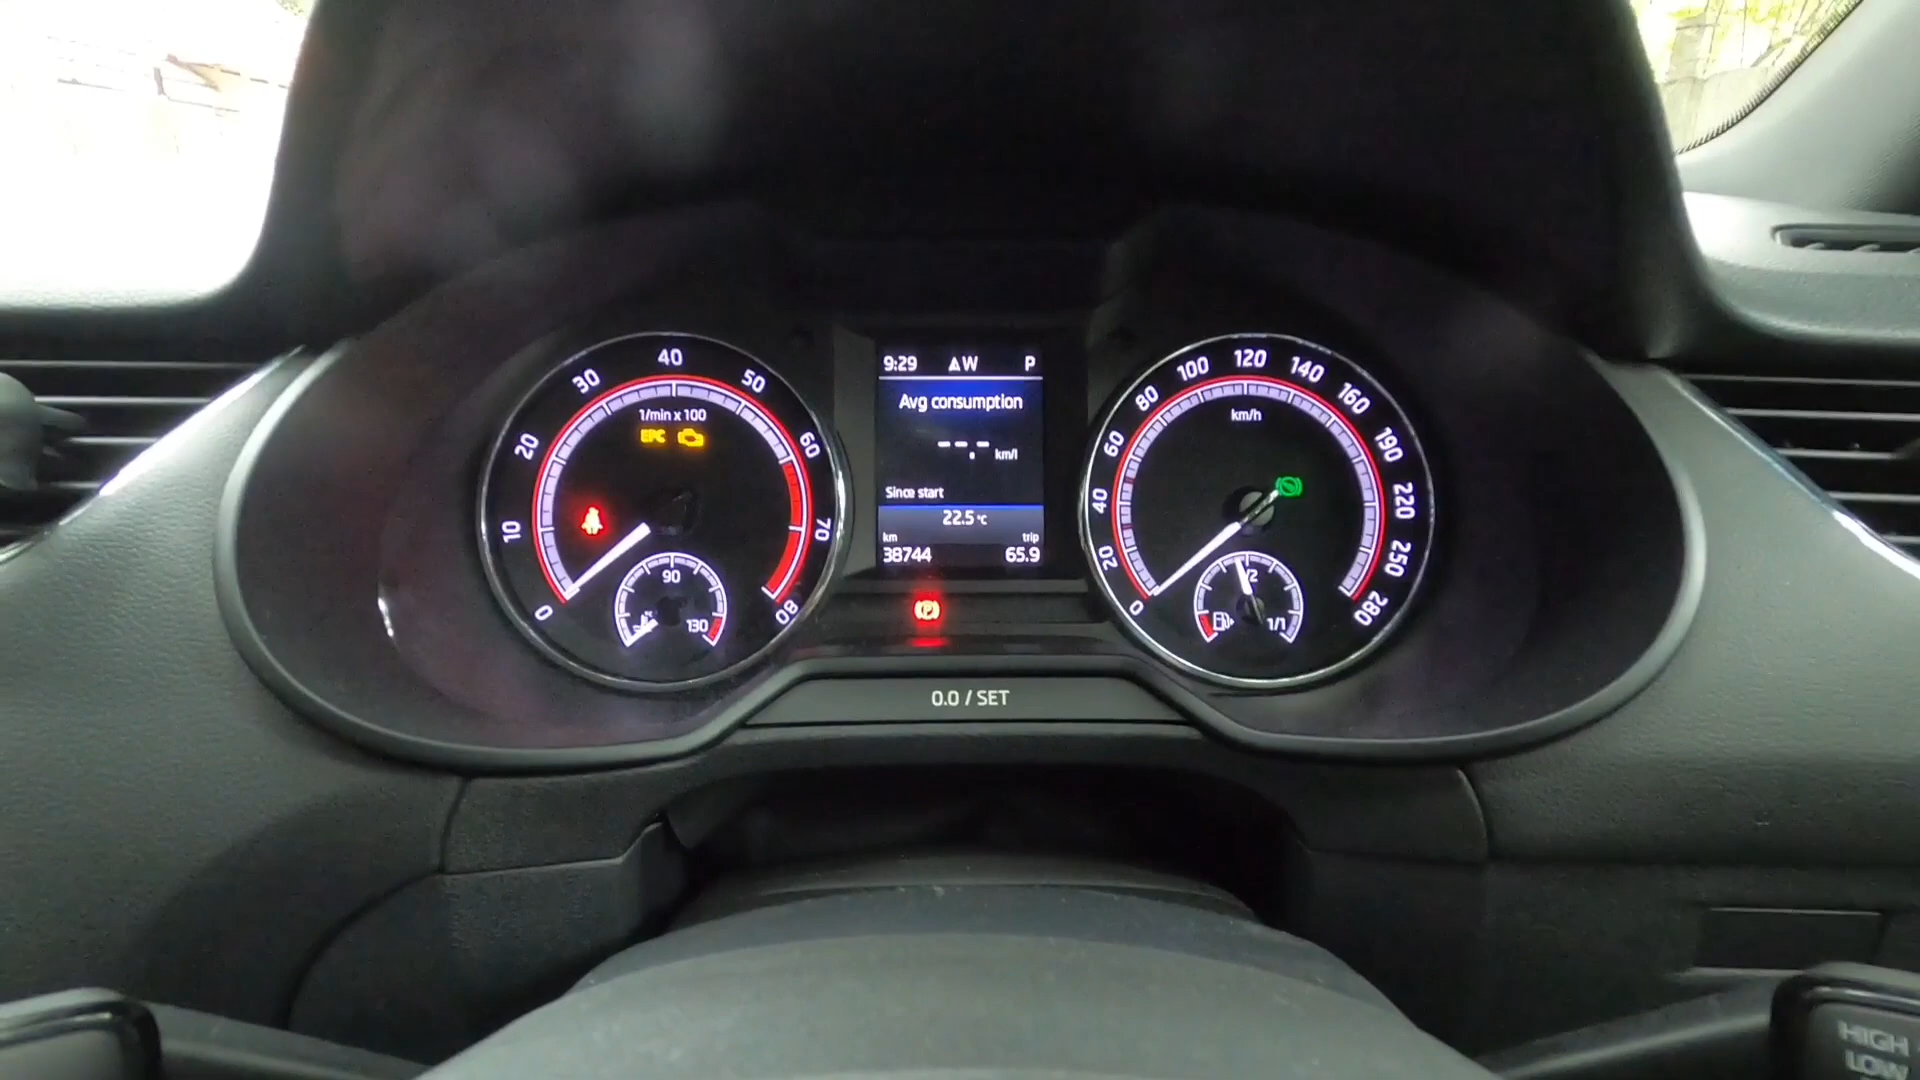 0
10
20
30
40
50
60
70
80
1/min x 100
EPC
90
130
°C
9:29 W P
Avg consumption
--.- km/l
Since start
22.5 °C
km trip
38744 65.9
(P)
0.0 / SET
0
20
40
60
80
100
120
140
160
190
220
250
280
km/h
1/1
HIGH
LOW